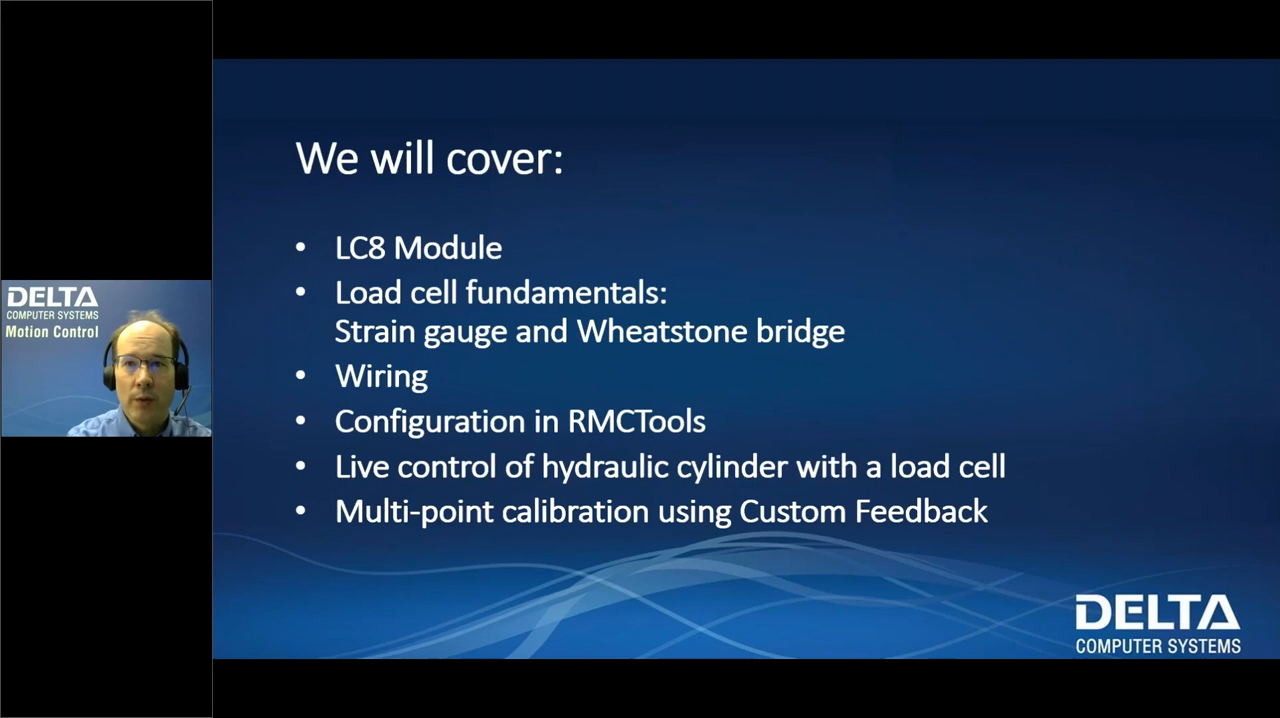 DELTA
COMPUTER SYSTEMS
Motion Control
We will cover:
• LC8 Module
• Load cell fundamentals:
Strain gauge and Wheatstone bridge
• Wiring
• Configuration in RMCTools
• Live control of hydraulic cylinder with a load cell
• Multi-point calibration using Custom Feedback
DELTA
COMPUTER SYSTEMS